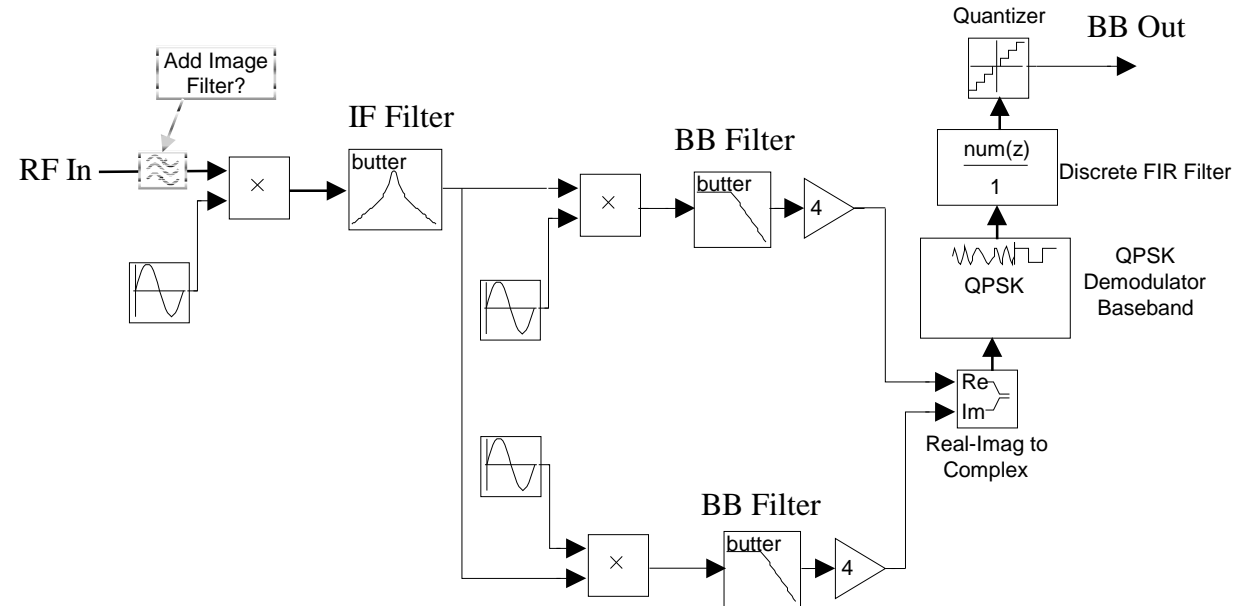 Quantizer
BB Out
Add Image
Filter?
IF Filter
BB Filter
RF In
butter
×
butter
×
4
num(z)
1
Discrete FIR Filter
QPSK
QPSK
Demodulator
Baseband
Re
Im
Real-Imag to
Complex
BB Filter
butter
×
4